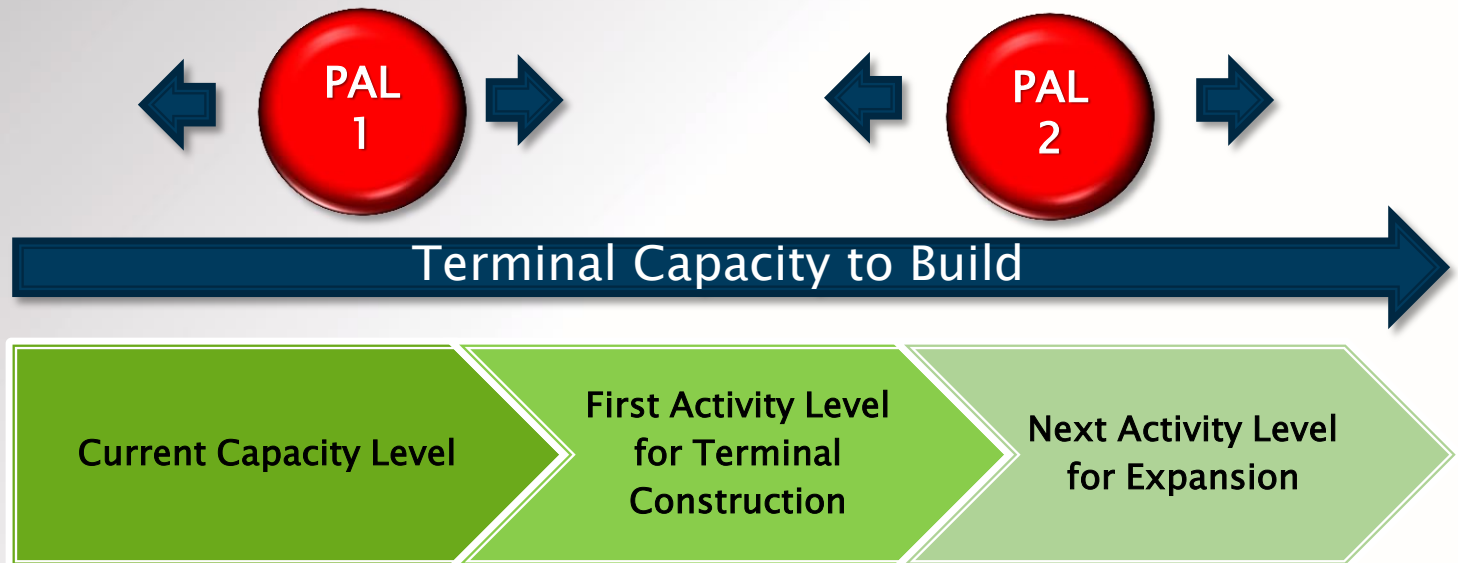 PAL
1
PAL
2
Terminal Capacity to Build
Current Capacity Level
First Activity Level
for Terminal
Construction
Next Activity Level
for Expansion